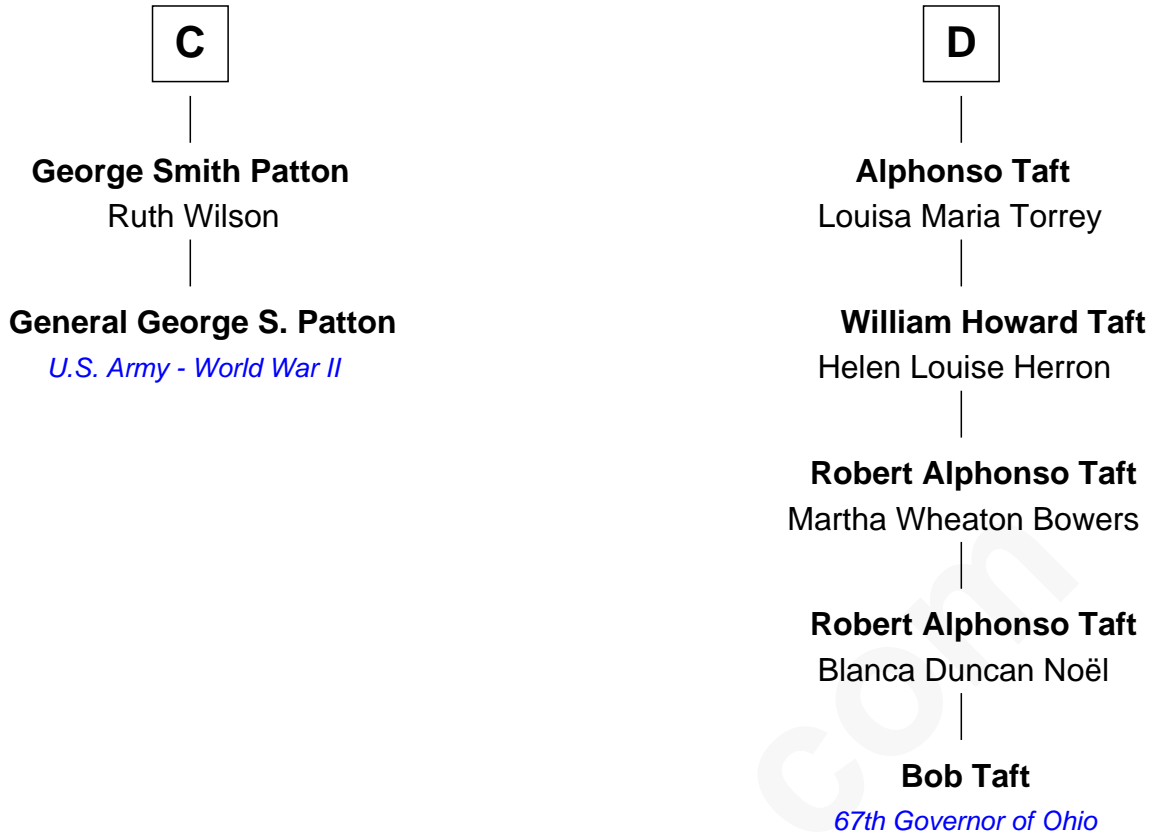 C
George Smith Patton
Ruth Wilson
General George S. Patton
U.S. Army - World War II
D
Alphonso Taft
Louisa Maria Torrey
William Howard Taft
Helen Louise Herron
Robert Alphonso Taft
Martha Wheaton Bowers
Robert Alphonso Taft
Blanca Duncan Noël
Bob Taft
67th Governor of Ohio
com